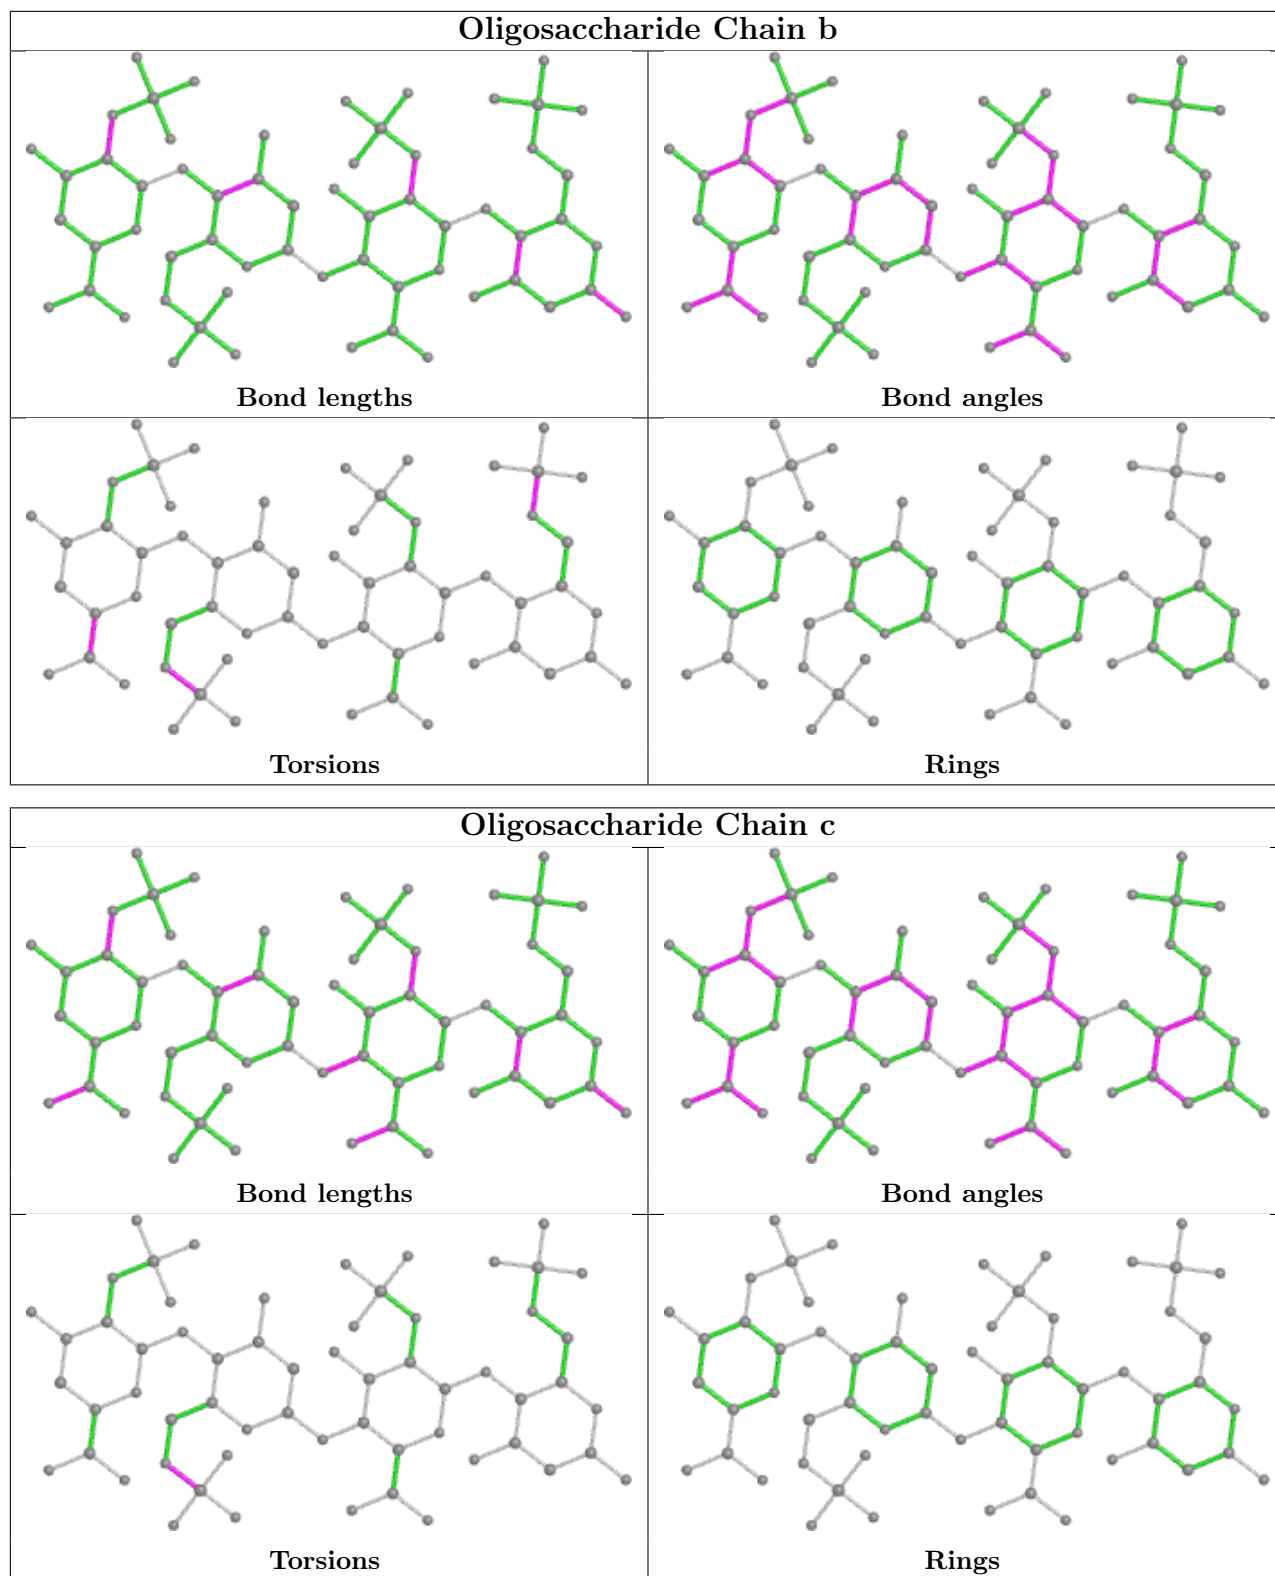 Oligosaccharide Chain b
Bond lengths
Bond angles
Torsions
Rings
Oligosaccharide Chain c
Bond lengths
Bond angles
Torsions
Rings